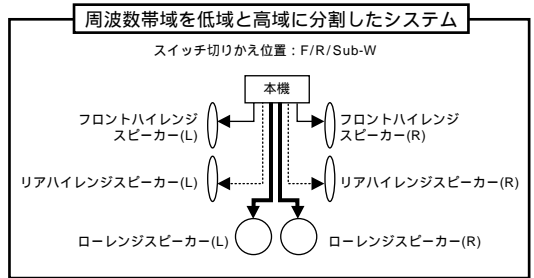 周波数帯域を低域と高域に分割したシステム
スイッチ切りかえ位置：F/R/Sub-W
本機
フロントハイレンジ
スピーカー(L)
フロントハイレンジ
スピーカー(R)
リアハイレンジスピーカー(L)
リアハイレンジスピーカー(R)
ローレンジスピーカー(L)
ローレンジスピーカー(R)